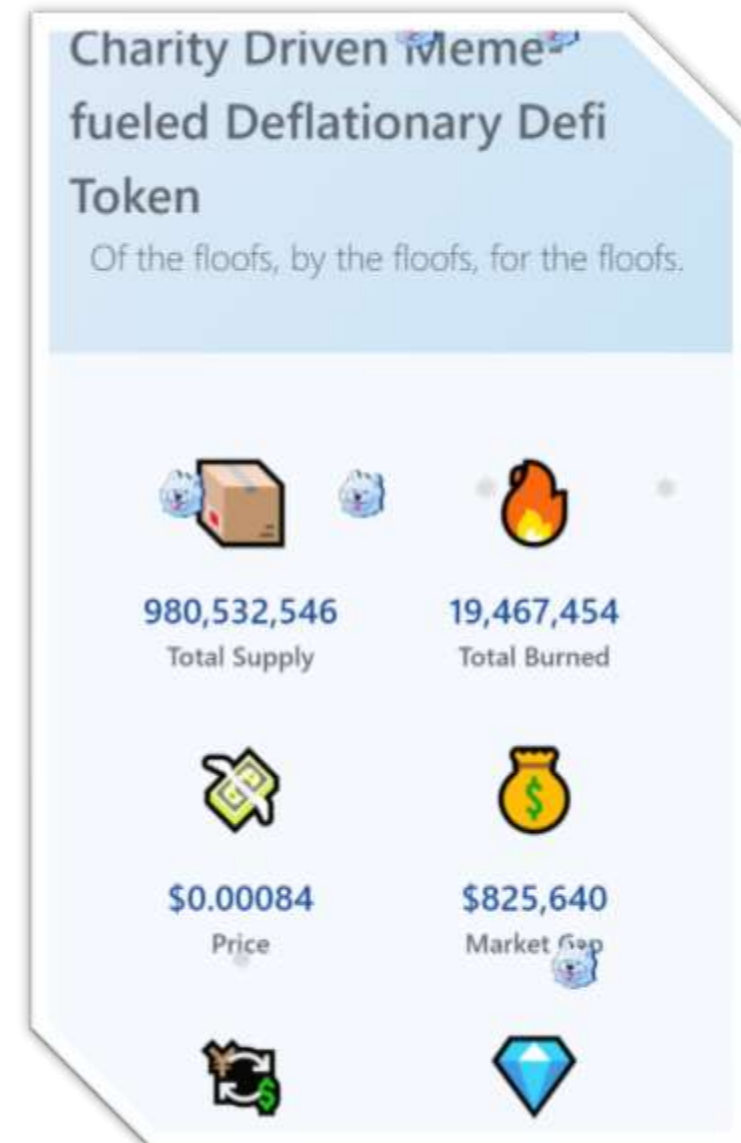 Charity Driven Meme-
fueled Deflationary Defi
Token
Of the floofs, by the floofs, for the floofs.
980,532,546
19,467,454
Total Supply
Total Burned
$0.00084
$825,640
Price
Market Cap